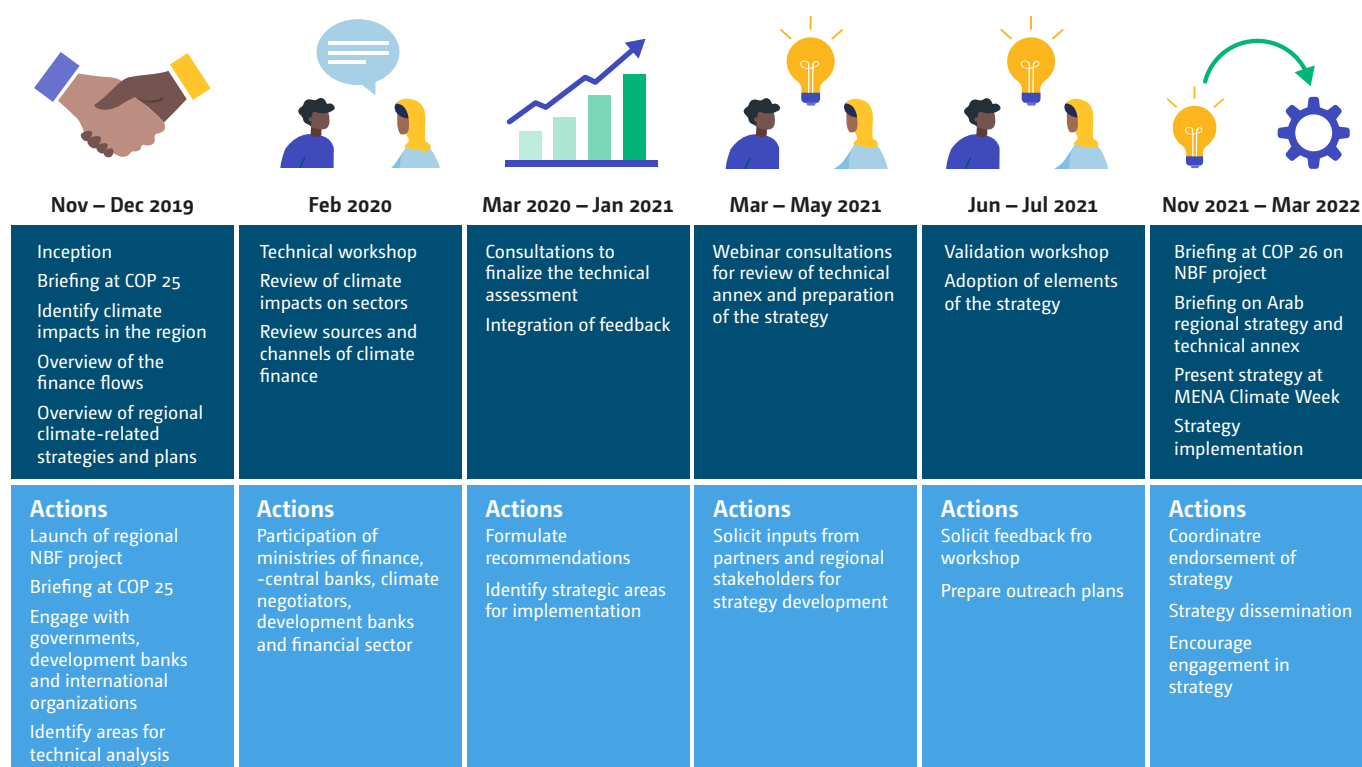 Nov – Dec 2019
Inception
Briefing at COP 25
Identify climate
impacts in the region
Overview of the
finance flows
Overview of regional
climate-related
strategies and plans
Actions
Launch of regional
NBF project
Briefing at COP 25
Engage with
governments,
development banks
and international
organizations
Identify areas for
technical analysis
Feb 2020
Technical workshop
Review of climate
impacts on sectors
Review sources and
channels of climate
finance
Actions
Participation of
ministries of finance,
-central banks, climate
negotiators,
development banks
and financial sector
Mar 2020 – Jan 2021
Consultations to
finalize the technical
assessment
Integration of feedback
Actions
Formulate
recommendations
Identify strategic areas
for implementation
Mar – May 2021
Webinar consultations
for review of technical
annex and preparation
of the strategy
Actions
Solicit inputs from
partners and regional
stakeholders for
strategy development
Jun – Jul 2021
Validation workshop
Adoption of elements
of the strategy
Actions
Solicit feedback fro
workshop
Prepare outreach plans
Nov 2021 – Mar 2022
Briefing at COP 26 on
NBF project
Briefing on Arab
regional strategy and
technical annex
Present strategy at
MENA Climate Week
Strategy
implementation
Actions
Coordinatre
endorsement of
strategy
Strategy dissemination
Encourage
engagement in
strategy